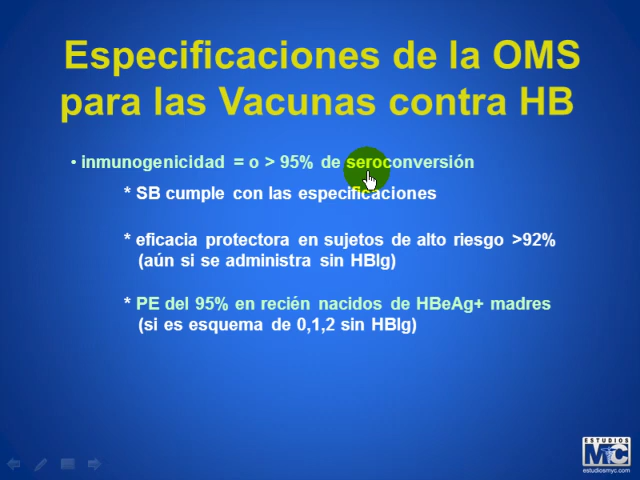 Especificaciones de la OMS
para las Vacunas contra HB
• inmunogenicidad = o > 95% de seroconversión
* SB cumple con las especificaciones
* eficacia protectora en sujetos de alto riesgo >92%
(aún si se administra sin HBIg)
* PE del 95% en recién nacidos de HBeAg+ madres
(si es esquema de 0,1,2 sin HBIg)
ESTUDIOS
MyC
estudiosmyc.com